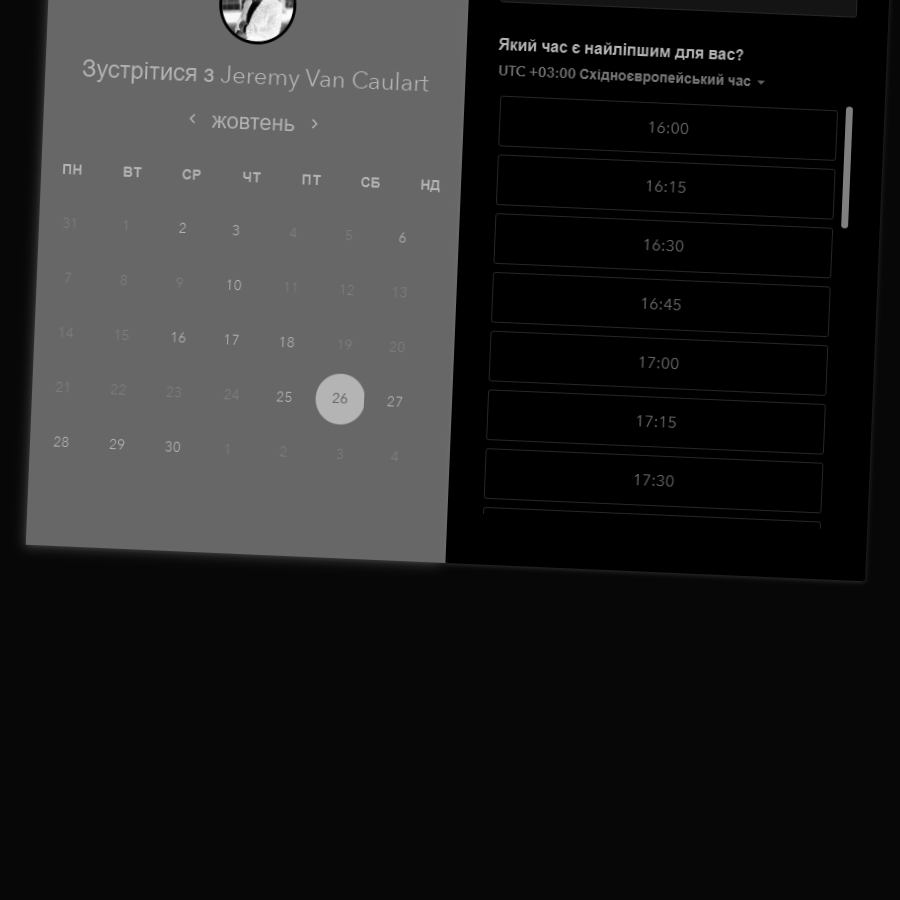 Зустрітися з Jeremy Van Caulart
жовтень
ПН ВТ СР ЧТ ПТ СБ НД
31 1 2 3 4 5 6
7 8 9 10 11 12 13
14 15 16 17 18 19 20
21 22 23 24 25 26 27
28 29 30 1 2 3 4
Який час є найліпшим для вас?
UTC +03:00 Східноєвропейський час
16:00
16:15
16:30
16:45
17:00
17:15
17:30